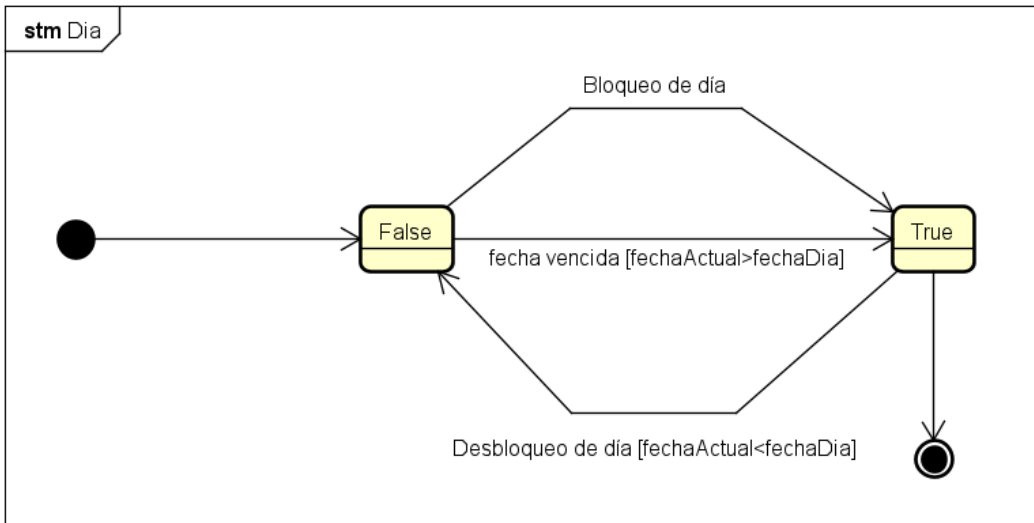 stm Dia
Bloqueo de día
False
True
fecha vencida [fechaActual>fechaDia]
Desbloqueo de día [fechaActual<fechaDia]